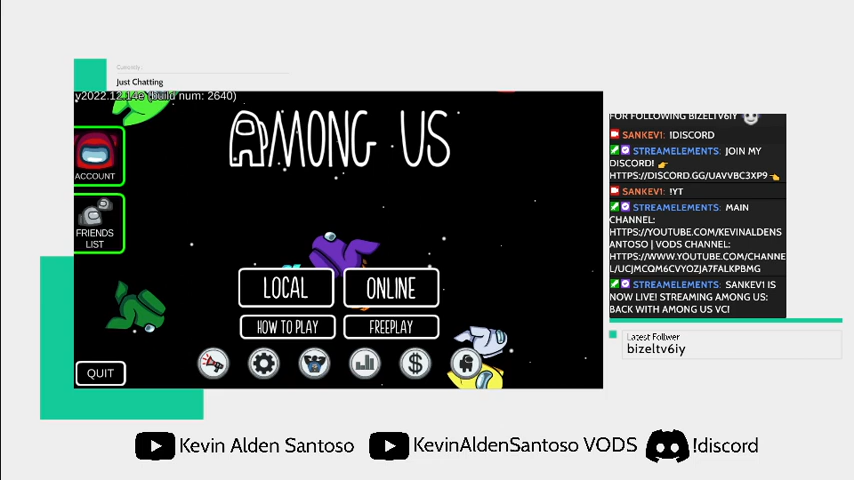 Currently
Just Chatting
v2022.12.14e (build num: 2640)
AMONG US
ACCOUNT
FRIENDS
LIST
LOCAL
ONLINE
HOW TO PLAY
FREEPLAY
$
QUIT
FOR FOLLOWING BIZELTV6IY
SANKEV1: !DISCORD
STREAMELEMENTS: JOIN MY
DISCORD! 👉
HTTPS://DISCORD.GG/UAVVBC3XP9 👈
SANKEV1: !YT
STREAMELEMENTS: MAIN
CHANNEL:
HTTPS://YOUTUBE.COM/KEVINALDENS
ANTOSO | VODS CHANNEL:
HTTPS://WWW.YOUTUBE.COM/CHANNE
L/UCJMCQM6CVYOZJA7FALKPBMG
STREAMELEMENTS: SANKEV1 IS
NOW LIVE! STREAMING AMONG US:
BACK WITH AMONG US VC!
Latest Follwer
bizeltv6iy
Kevin Alden Santoso
KevinAldenSantoso VODS
!discord